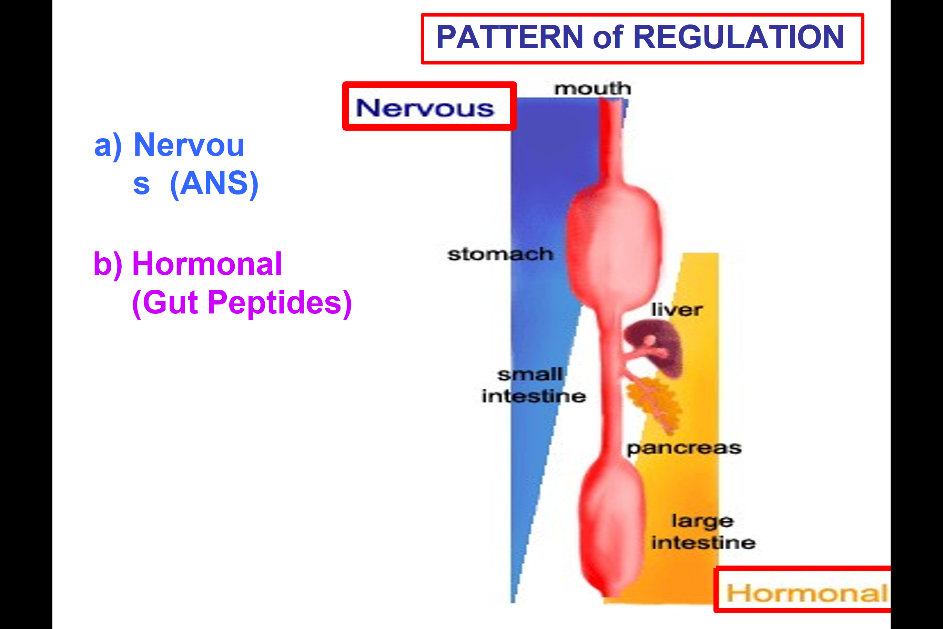 PATTERN of REGULATION
mouth
Nervous
a) Nervou
s (ANS)
stomach
b) Hormonal
(Gut Peptides)
liver
small
intestine
pancreas
large
intestine
Hormonal